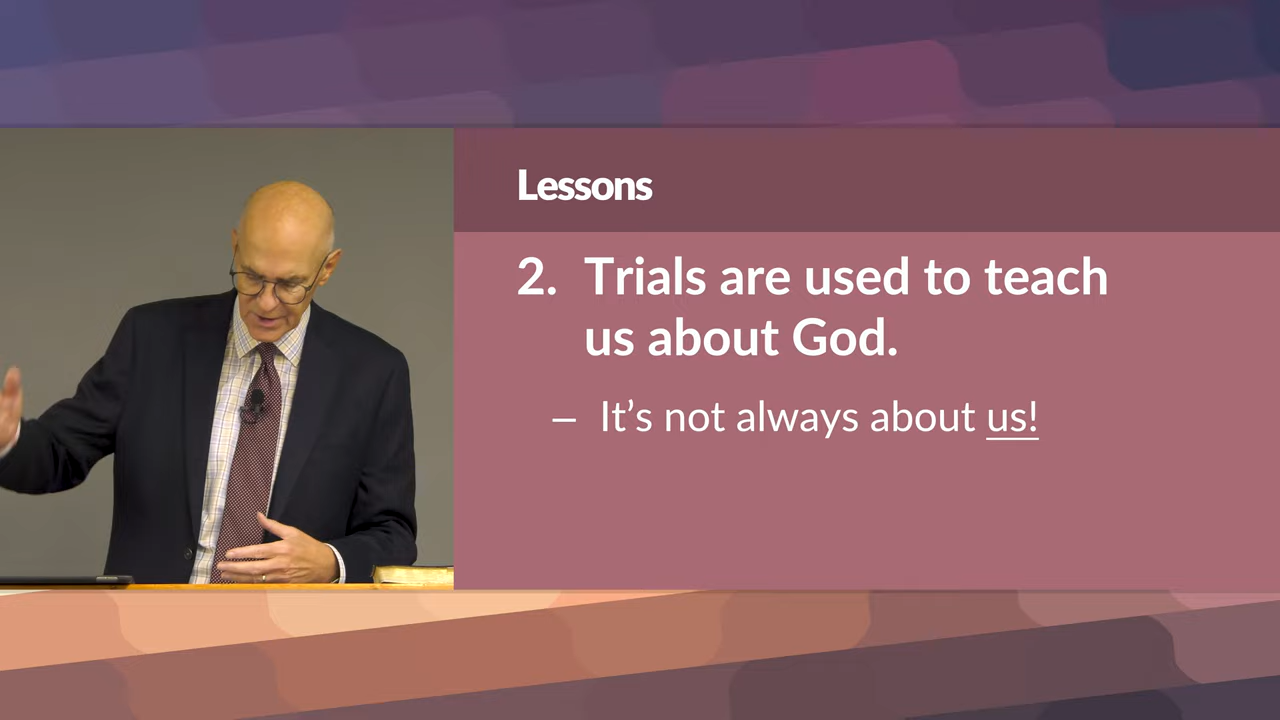 Lessons
2. Trials are used to teach
us about God.
– It’s not always about us!